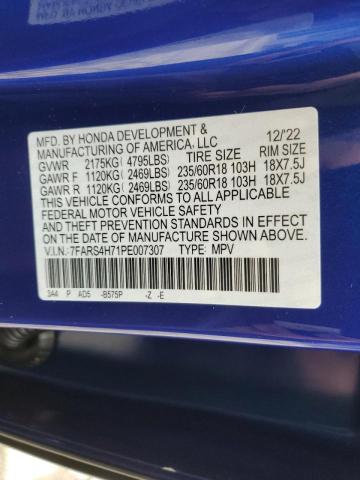 MFD. BY HONDA DEVELOPMENT & 12/'22
MANUFACTURING OF AMERICA, LLC
GVWR 2175KG( 4795LBS) TIRE SIZE RIM SIZE
GAWR F 1120KG( 2469LBS) 235/60R18 103H 18X7.5J
GAWR R 1120KG( 2469LBS) 235/60R18 103H 18X7.5J
THIS VEHICLE CONFORMS TO ALL APPLICABLE
FEDERAL MOTOR VEHICLE SAFETY
AND THEFT PREVENTION STANDARDS IN EFFECT
ON THE DATE OF MANUFACTURE SHOWN ABOVE.
V.I.N.:7FARS4H71PE007307 TYPE: MPV
3A4 P AD5 -B575P -Z -E